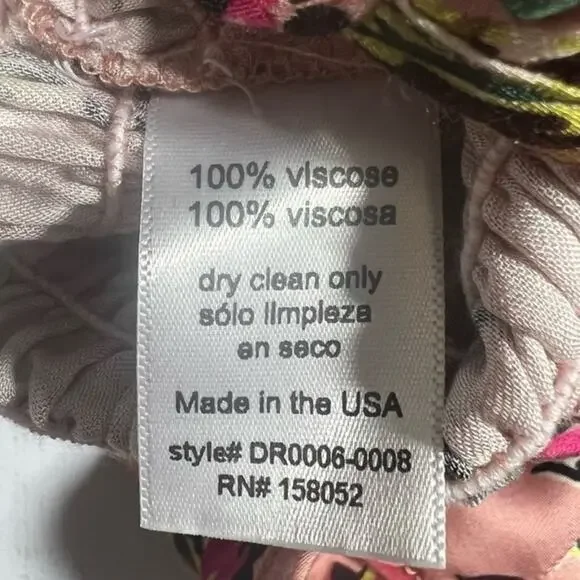 100% viscose
100% viscosa
dry clean only
sólo limpieza
en seco
Made in the USA
style# DR0006-0008
RN# 158052